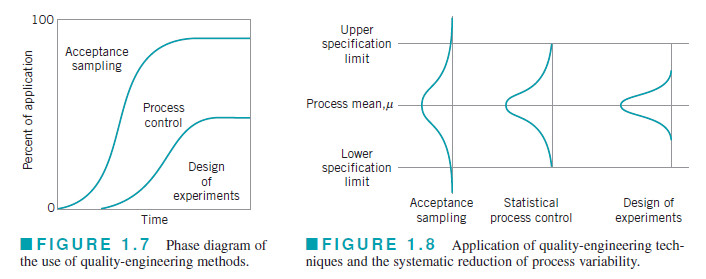 100
Percent of application
Acceptance
sampling
Process
control
Design
of
experiments
0
Time
FIGURE 1.7 Phase diagram of
the use of quality-engineering methods.
Upper
specification
limit
Process mean, μ
Lower
specification
limit
Acceptance
sampling
Statistical
process control
Design of
experiments
FIGURE 1.8 Application of quality-engineering tech-
niques and the systematic reduction of process variability.